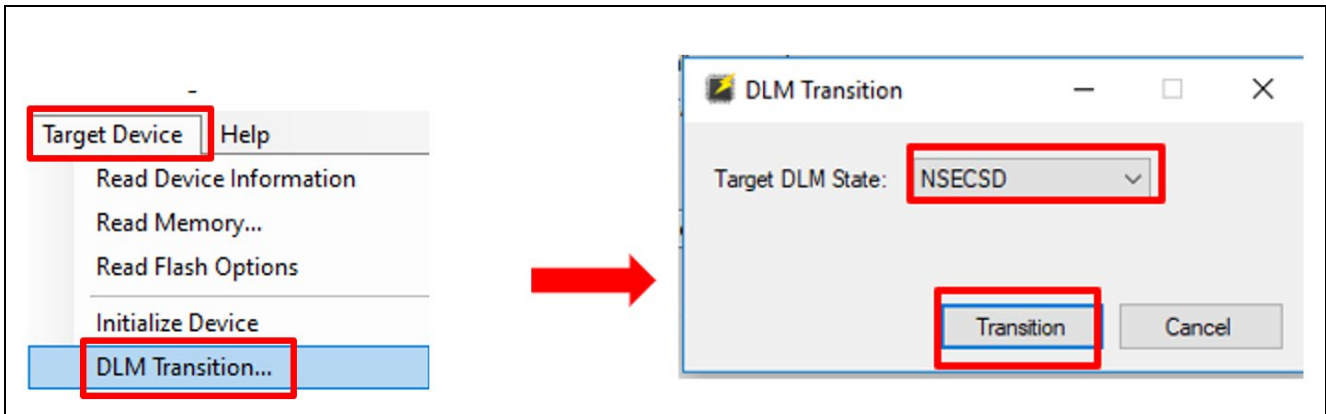 Target Device Help
Read Device Information
Read Memory...
Read Flash Options
Initialize Device
DLM Transition...
DLM Transition
Target DLM State: NSECSD
Transition Cancel